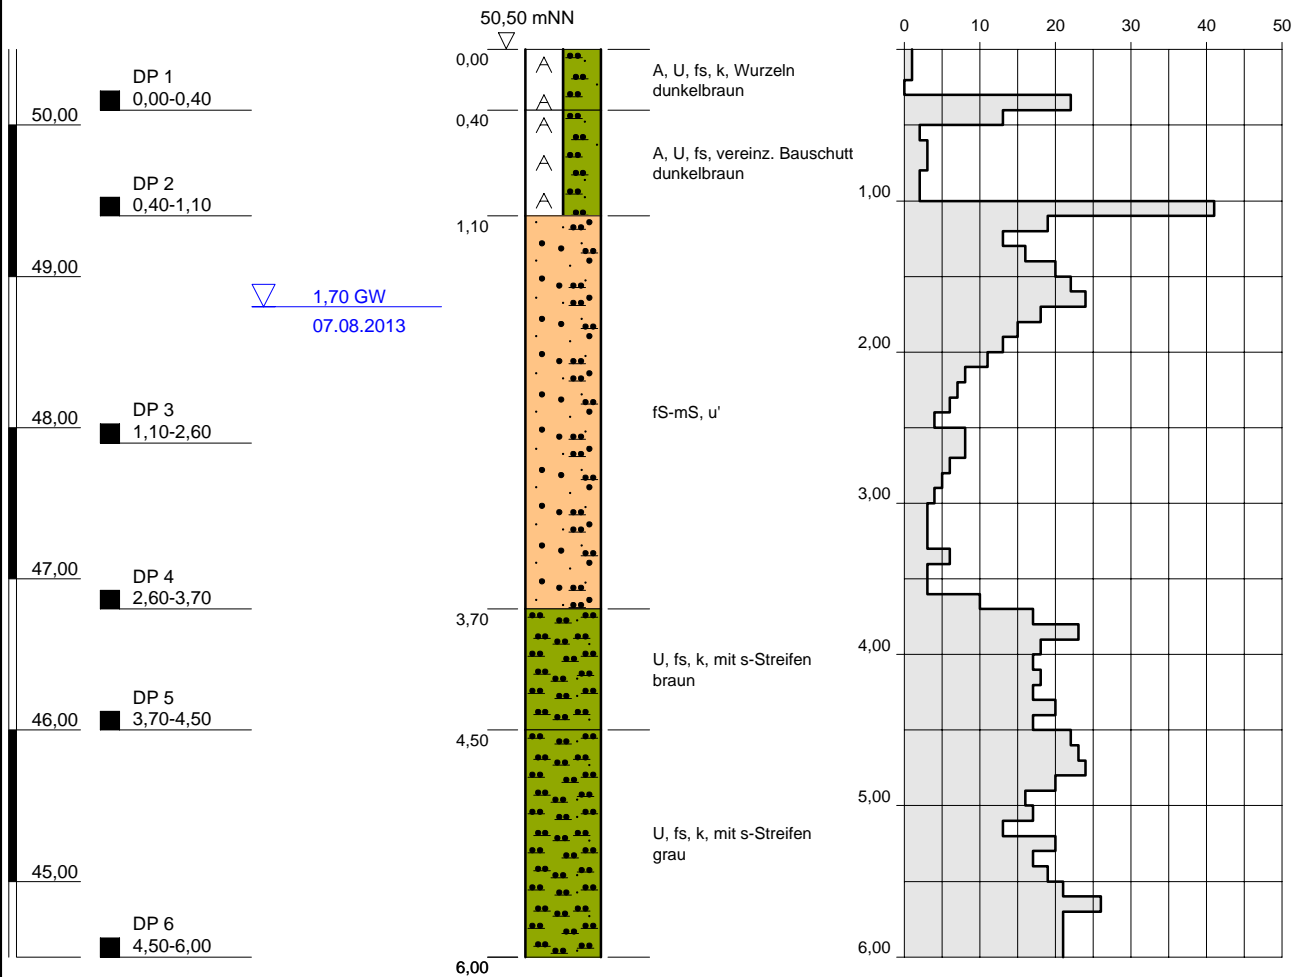 50,50 mNN
DP 1
0,00-0,40
DP 2
0,40-1,10
DP 3
1,10-2,60
DP 4
2,60-3,70
DP 5
3,70-4,50
DP 6
4,50-6,00
50,00
49,00
48,00
47,00
46,00
45,00
1,70 GW
07.08.2013
0,00
0,40
1,10
3,70
4,50
6,00
A
A
A
A
A
A, U, fs, k, Wurzeln
dunkelbraun
A, U, fs, vereinz. Bauschutt
dunkelbraun
fS-mS, u'
U, fs, k, mit s-Streifen
braun
U, fs, k, mit s-Streifen
grau
0 10 20 30 40 50
1,00
2,00
3,00
4,00
5,00
6,00